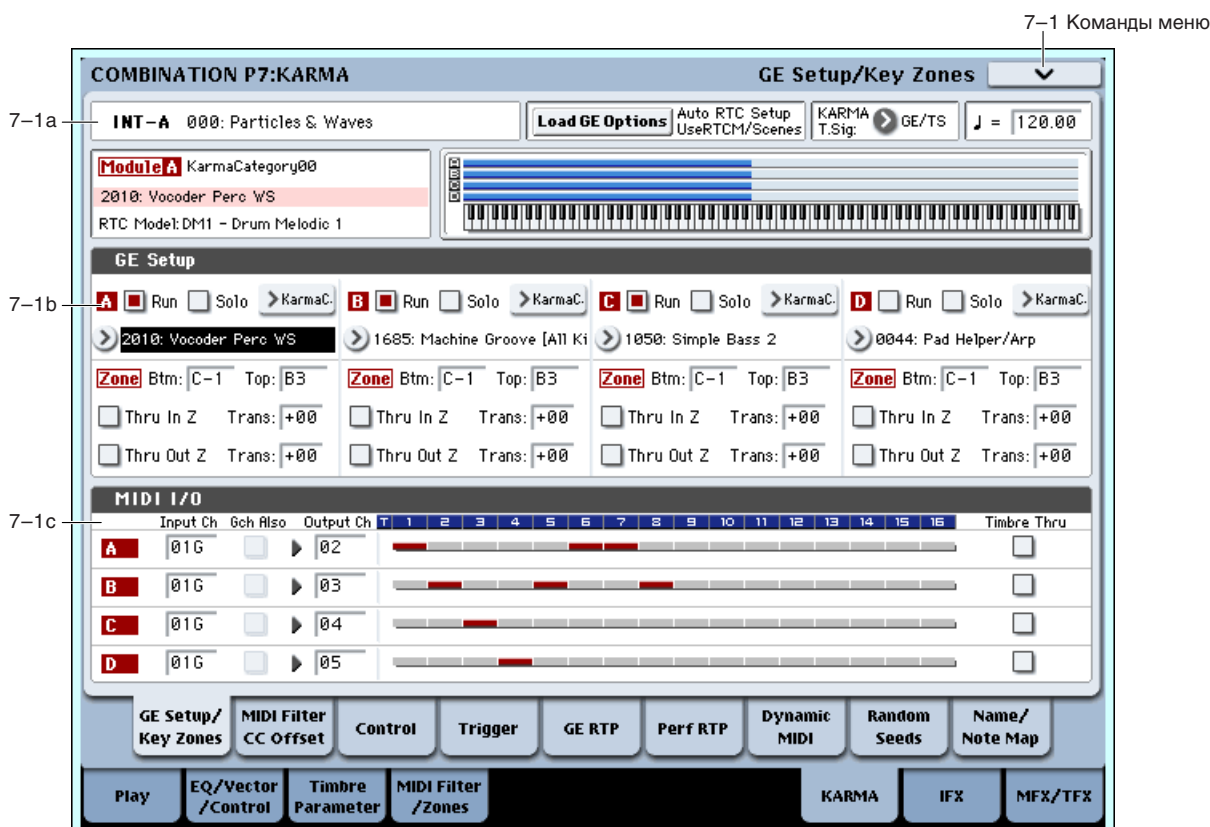 7–1 Команды меню
COMBINATION P7:KARMA GE Setup/Key Zones
7–1a
INT–A 000: Particles & Waves Load GE Options Auto RTC Setup UseRTCM/Scenes KARMA T.Sig: GE/TS ♩ = 120.00
Module A KarmaCategory00
2010: Vocoder Perc WS
RTC Model: DM1 – Drum Melodic 1
A
B
C
D
GE Setup
7–1b
A Run Solo >KarmaC. B Run Solo >KarmaC. C Run Solo >KarmaC. D Run Solo >KarmaC.
2010: Vocoder Perc WS 1685: Machine Groove [All Ki 1050: Simple Bass 2 0044: Pad Helper/Arp
Zone Btm: C–1 Top: B3 Zone Btm: C–1 Top: B3 Zone Btm: C–1 Top: B3 Zone Btm: C–1 Top: B3
Thru In Z Trans: +00 Thru In Z Trans: +00 Thru In Z Trans: +00 Thru In Z Trans: +00
Thru Out Z Trans: +00 Thru Out Z Trans: +00 Thru Out Z Trans: +00 Thru Out Z Trans: +00
MIDI I/O
7–1c
Input Ch Gch Also Output Ch T 1 2 3 4 5 6 7 8 9 10 11 12 13 14 15 16 Timbre Thru
A 01G 02
B 01G 03
C 01G 04
D 01G 05
GE Setup/ Key Zones MIDI Filter CC Offset Control Trigger GE RTP Perf RTP Dynamic MIDI Random Seeds Name/ Note Map
Play EQ/Vector /Control Timbre Parameter MIDI Filter /Zones KARMA IFX MFX/TFX